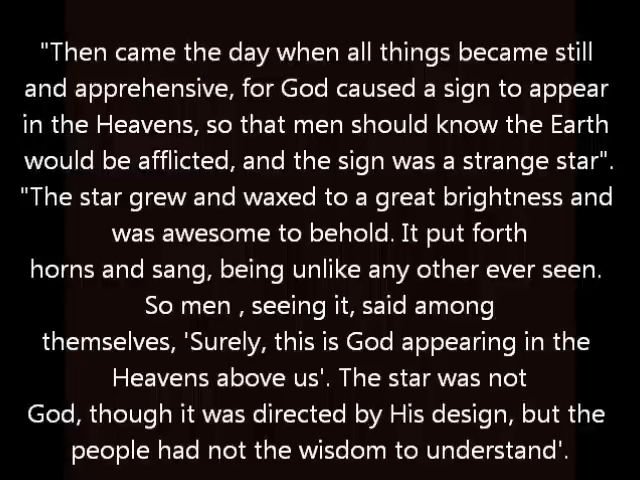 "Then came the day when all things became still
and apprehensive, for God caused a sign to appear
in the Heavens, so that men should know the Earth
would be afflicted, and the sign was a strange star".
"The star grew and waxed to a great brightness and
was awesome to behold. It put forth
horns and sang, being unlike any other ever seen.
So men , seeing it, said among
themselves, 'Surely, this is God appearing in the
Heavens above us'. The star was not
God, though it was directed by His design, but the
people had not the wisdom to understand'.